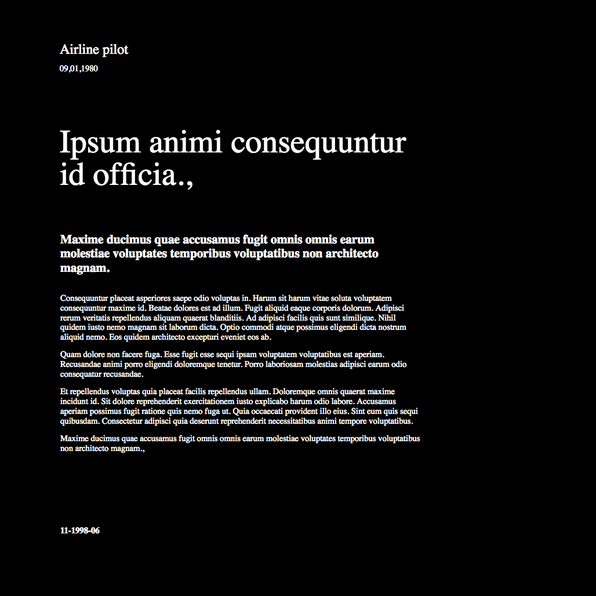 Airline pilot
09,01,1980
Ipsum animi consequuntur
id officia.,
Maxime ducimus quae accusamus fugit omnis omnis earum
molestiae voluptates temporibus voluptatibus non architecto
magnam.
Consequuntur placeat asperiores saepe odio voluptas in. Harum sit harum vitae soluta voluptatem
consequuntur maxime id. Beatae dolores est ad illum. Fugit aliquid eaque corporis dolorum. Adipisci
rerum veritatis repellendus aliquam quaerat blanditiis. Ad adipisci facilis quis sunt similique. Nihil
quidem iusto nemo magnam sit laborum dicta. Optio commodi atque possimus eligendi dicta nostrum
aliquid nemo. Eos quidem architecto excepturi eveniet eos ab.
Quam dolore non facere fuga. Esse fugit esse sequi ipsam voluptatem voluptatibus est aperiam.
Recusandae animi porro eligendi doloremque tenetur. Porro laboriosam molestias adipisci earum odio
consequatur recusandae.
Et repellendus voluptas quia placeat facilis repellendus ullam. Doloremque omnis quaerat maxime
incidunt id. Sit dolore reprehenderit exercitationem iusto explicabo harum odio labore. Accusamus
aperiam possimus fugit ratione quis nemo fuga ut. Quia occaecati provident illo eius. Sint eum quis sequi
quibusdam. Consectetur adipisci quia deserunt reprehenderit necessitatibus animi tempore voluptatibus.
Maxime ducimus quae accusamus fugit omnis omnis earum molestiae voluptates temporibus voluptatibus
non architecto magnam.,
11-1998-06